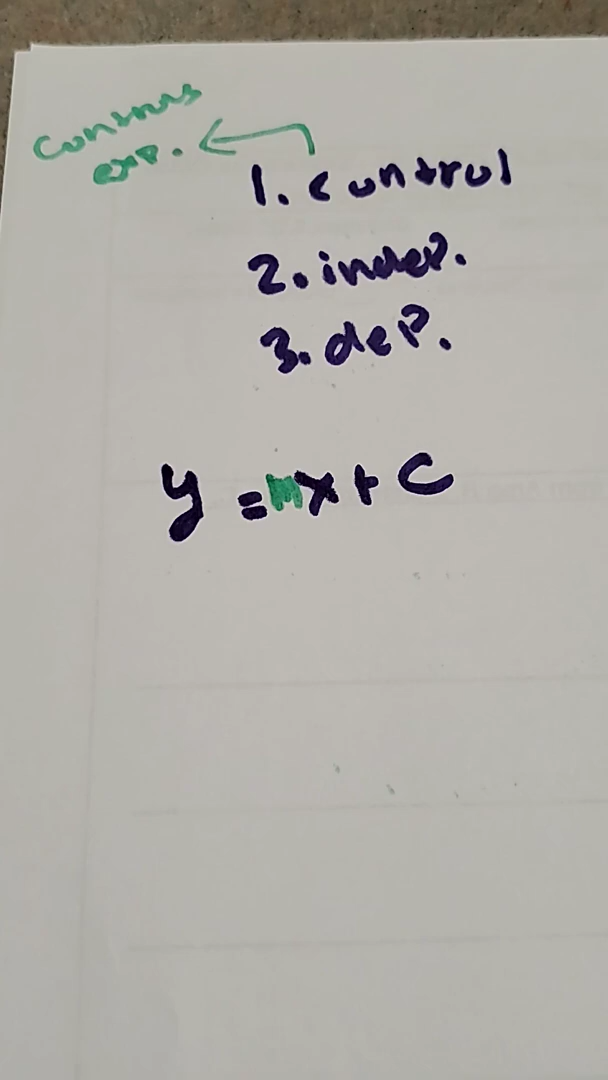 controls
exp.
1. control
2. indep.
3. dep.
y = mx + c